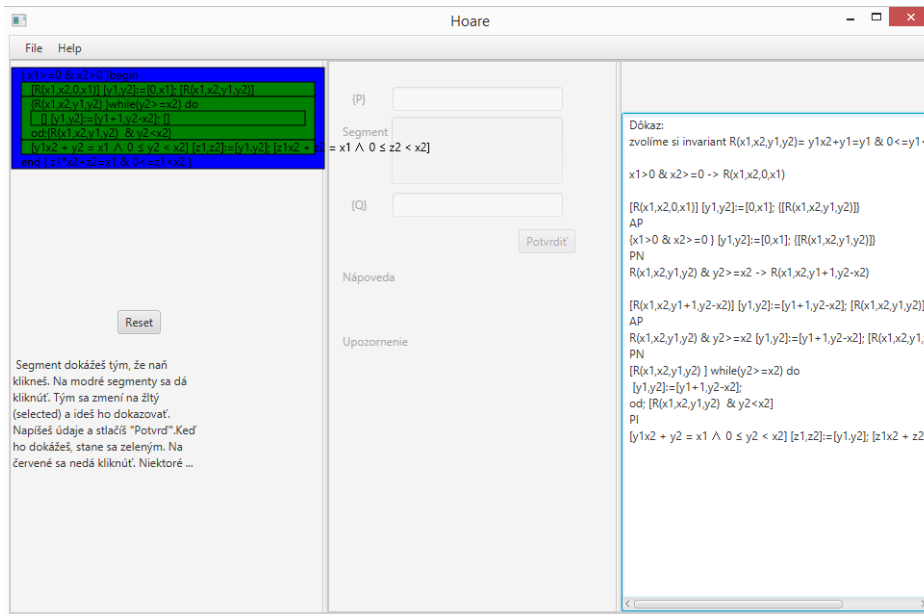 Hoare
File Help
{ x1>=0 & x2>0 }begin
[R(x1,x2,0,x1)] [y1,y2]:=[0,x1]; [R(x1,x2,y1,y2)]
{R(x1,x2,y1,y2) }while(y2>=x2) do
[] [y1,y2]:=[y1+1,y2-x2]; []
od;{R(x1,x2,y1,y2) & y2<x2}
[y1x2 + y2 = x1 ∧ 0 ≤ y2 < x2] [z1,z2]:=[y1.y2]; [z1x2 + z2 = x1 ∧ 0 ≤ z2 < x2]
end { z1*x2+z2=x1 & 0<=z1<x2 }
Reset
Segment dokážeš tým, že naň
klikneš. Na modré segmenty sa dá
kliknúť. Tým sa zmení na žltý
(selected) a ideš ho dokazovať.
Napíšeš údaje a stlačíš "Potvrď".Keď
ho dokážeš, stane sa zeleným. Na
červené sa nedá kliknúť. Niektoré ...
{P}
Segment
{Q}
Potvrdiť
Nápoveda
Upozornenie
Dôkaz:
zvolíme si invariant R(x1,x2,y1,y2)= y1x2+y1=y1 & 0<=y1<
x1>0 & x2>=0 -> R(x1,x2,0,x1)
[R(x1,x2,0,x1)] [y1,y2]:=[0,x1]; {[R(x1,x2,y1,y2)]}
AP
{x1>0 & x2>=0 } [y1,y2]:=[0,x1]; {[R(x1,x2,y1,y2)]}
PN
R(x1,x2,y1,y2) & y2>=x2 -> R(x1,x2,y1+1,y2-x2)
[R(x1,x2,y1+1,y2-x2)] [y1,y2]:=[y1+1,y2-x2]; [R(x1,x2,y1,y2)]
AP
R(x1,x2,y1,y2) & y2>=x2 [y1,y2]:=[y1+1,y2-x2]; [R(x1,x2,y1,
PN
[R(x1,x2,y1,y2) ] while(y2>=x2) do
[y1,y2]:=[y1+1,y2-x2];
od; [R(x1,x2,y1,y2) & y2<x2]
PI
[y1x2 + y2 = x1 ∧ 0 ≤ y2 < x2] [z1,z2]:=[y1.y2]; [z1x2 + z2